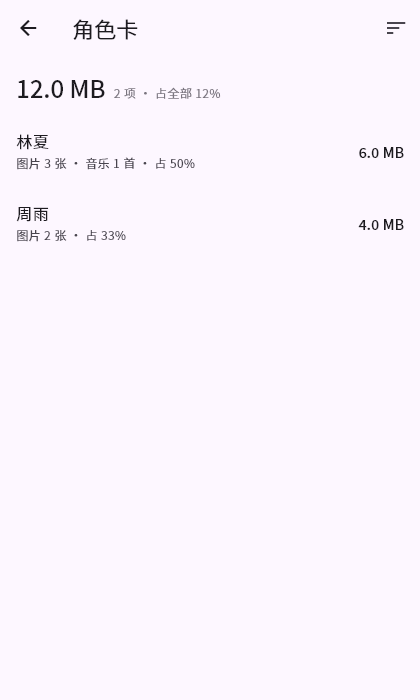 角色卡
12.0 MB 2 项 · 占全部 12%
林夏
图片 3 张 · 音乐 1 首 · 占 50%
6.0 MB
周雨
图片 2 张 · 占 33%
4.0 MB